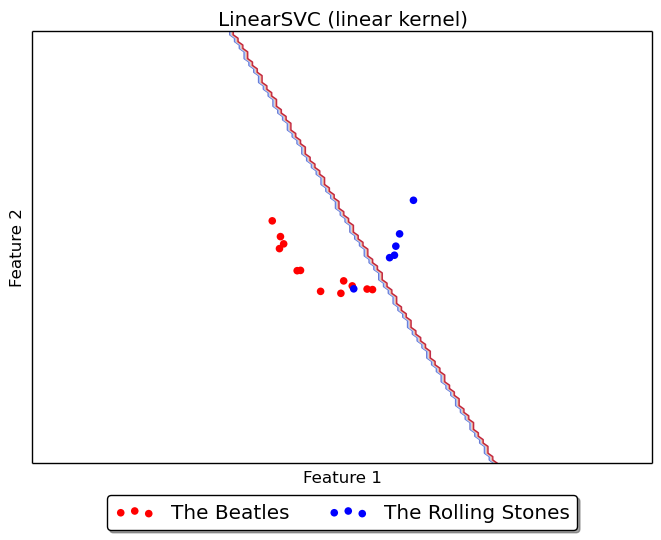 LinearSVC (linear kernel)
Feature 2
Feature 1
The Beatles
The Rolling Stones